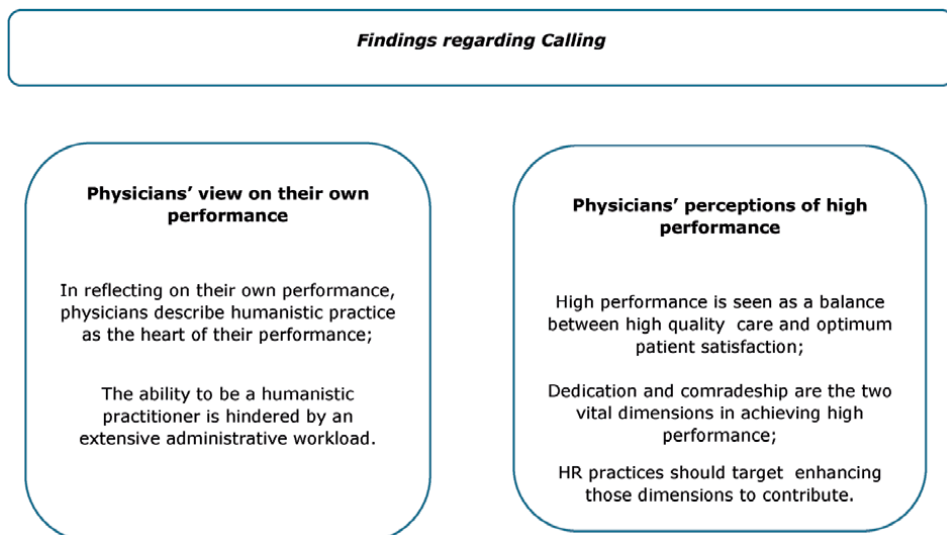 Findings regarding Calling
Physicians’ view on their own
performance
In reflecting on their own performance,
physicians describe humanistic practice
as the heart of their performance;
The ability to be a humanistic
practitioner is hindered by an
extensive administrative workload.
Physicians’ perceptions of high
performance
High performance is seen as a balance
between high quality care and optimum
patient satisfaction;
Dedication and comradeship are the two
vital dimensions in achieving high
performance;
HR practices should target enhancing
those dimensions to contribute.